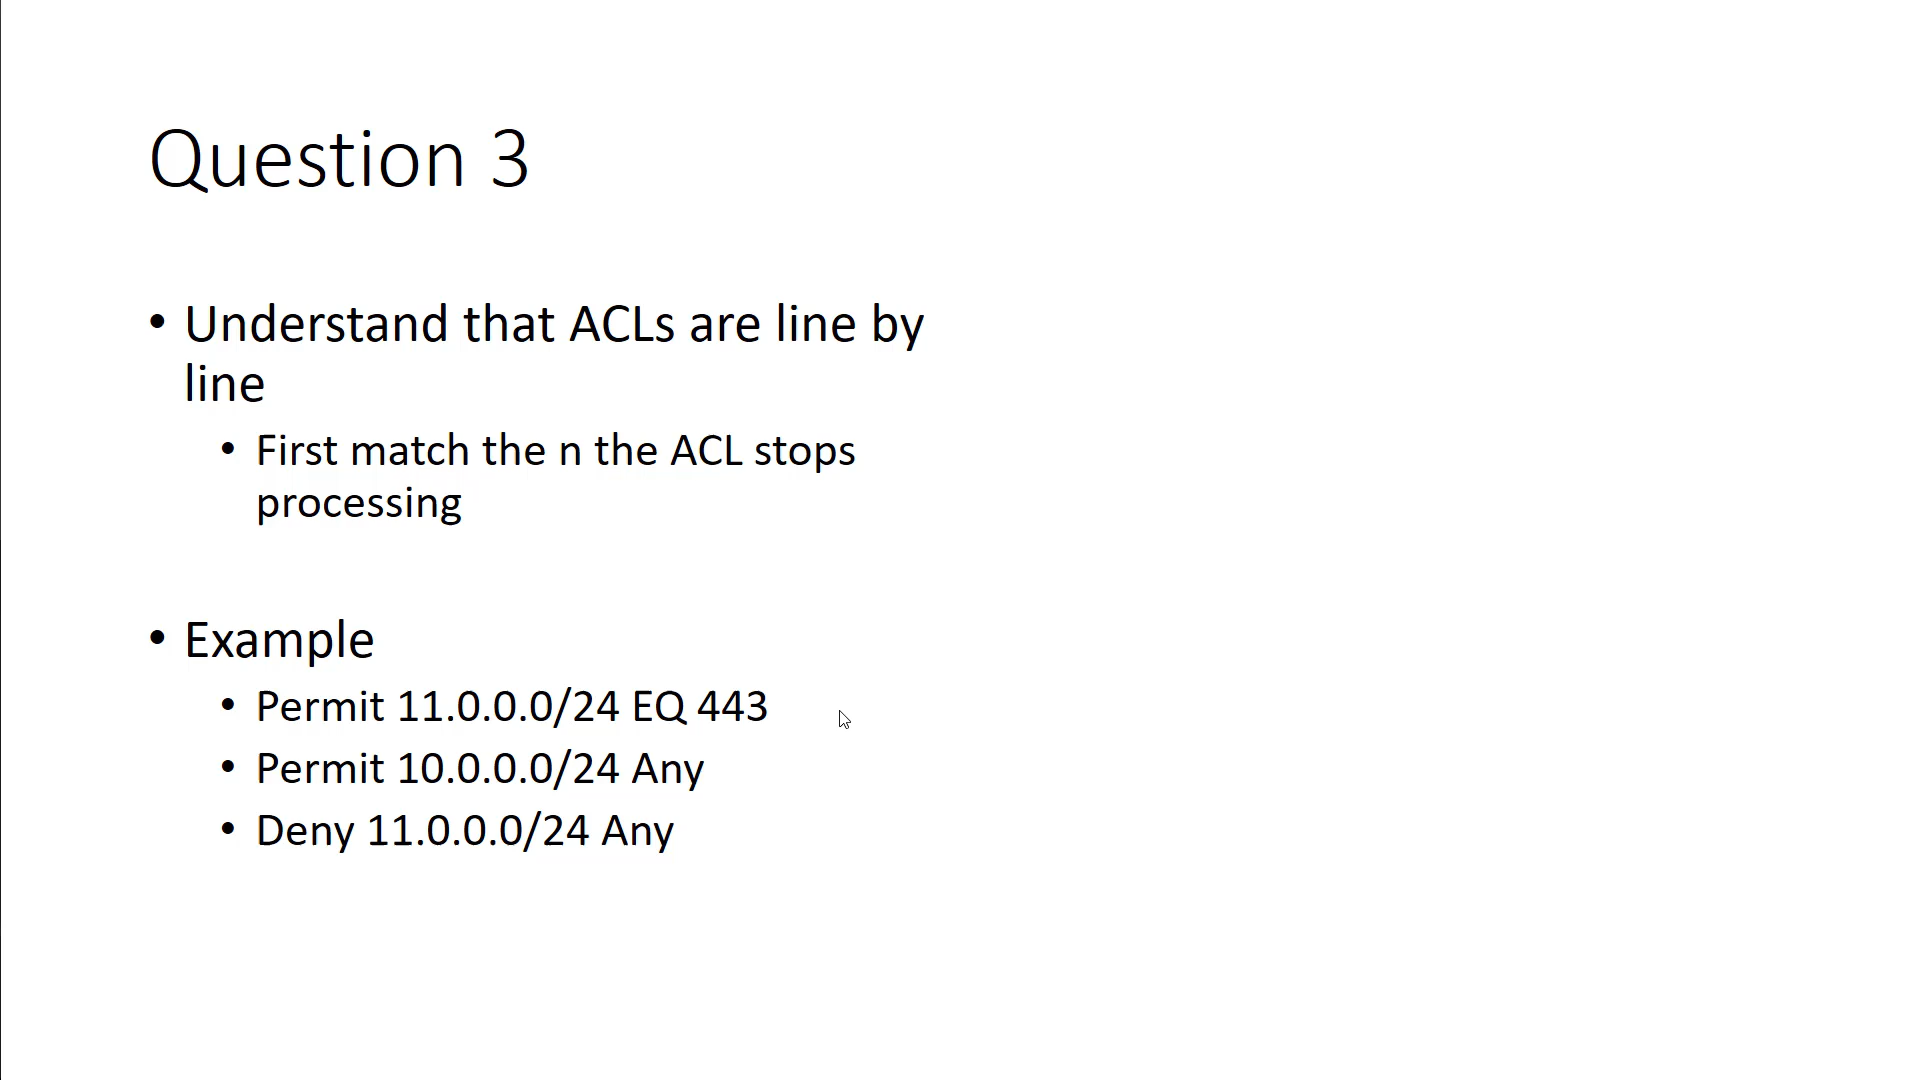 Question 3
• Understand that ACLs are line by
line
• First match the n the ACL stops
processing
• Example
• Permit 11.0.0.0/24 EQ 443
• Permit 10.0.0.0/24 Any
• Deny 11.0.0.0/24 Any